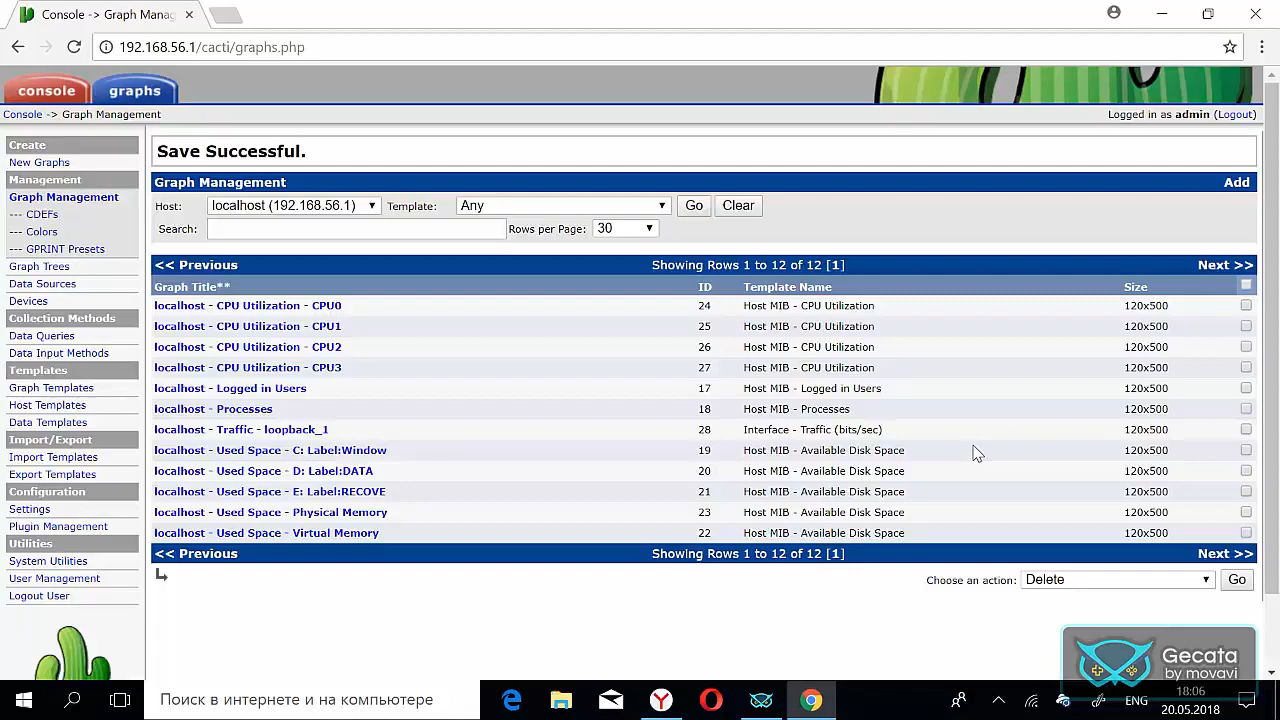 Console -> Graph Mana
192.168.56.1/cacti/graphs.php
console graphs
Console -> Graph Management Logged in as admin (Logout)
Create
New Graphs
Management
Graph Management
--- CDEFs
--- Colors
--- GPRINT Presets
Graph Trees
Data Sources
Devices
Collection Methods
Data Queries
Data Input Methods
Templates
Graph Templates
Host Templates
Data Templates
Import/Export
Import Templates
Export Templates
Configuration
Settings
Plugin Management
Utilities
System Utilities
User Management
Logout User
Save Successful.
Graph Management Add
Host: localhost (192.168.56.1) Template: Any Go Clear
Search: Rows per Page: 30
<< Previous Showing Rows 1 to 12 of 12 [1] Next >>
Graph Title** ID Template Name Size
localhost - CPU Utilization - CPU0 24 Host MIB - CPU Utilization 120x500
localhost - CPU Utilization - CPU1 25 Host MIB - CPU Utilization 120x500
localhost - CPU Utilization - CPU2 26 Host MIB - CPU Utilization 120x500
localhost - CPU Utilization - CPU3 27 Host MIB - CPU Utilization 120x500
localhost - Logged in Users 17 Host MIB - Logged in Users 120x500
localhost - Processes 18 Host MIB - Processes 120x500
localhost - Traffic - loopback_1 28 Interface - Traffic (bits/sec) 120x500
localhost - Used Space - C: Label:Window 19 Host MIB - Available Disk Space 120x500
localhost - Used Space - D: Label:DATA 20 Host MIB - Available Disk Space 120x500
localhost - Used Space - E: Label:RECOVE 21 Host MIB - Available Disk Space 120x500
localhost - Used Space - Physical Memory 23 Host MIB - Available Disk Space 120x500
localhost - Used Space - Virtual Memory 22 Host MIB - Available Disk Space 120x500
<< Previous Showing Rows 1 to 12 of 12 [1] Next >>
Choose an action: Delete Go
Gecata
by movavi
Поиск в интернете и на компьютере
ENG
18:06
20.05.2018